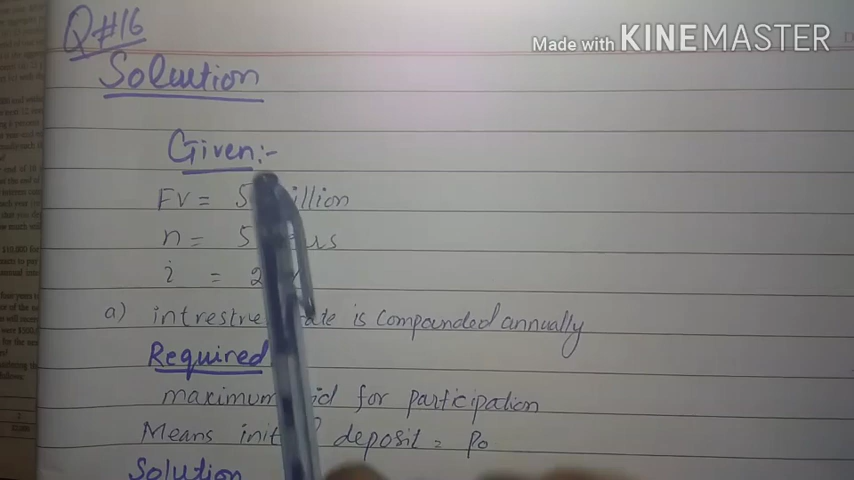 Q#16
Made with KINEMASTER
Solution
Given:-
FV = 5 illion
n = 5
i = 2
a) intrestre ate is compounded annually
Required
maximum id for participation
Means init deposit = Po
Solution